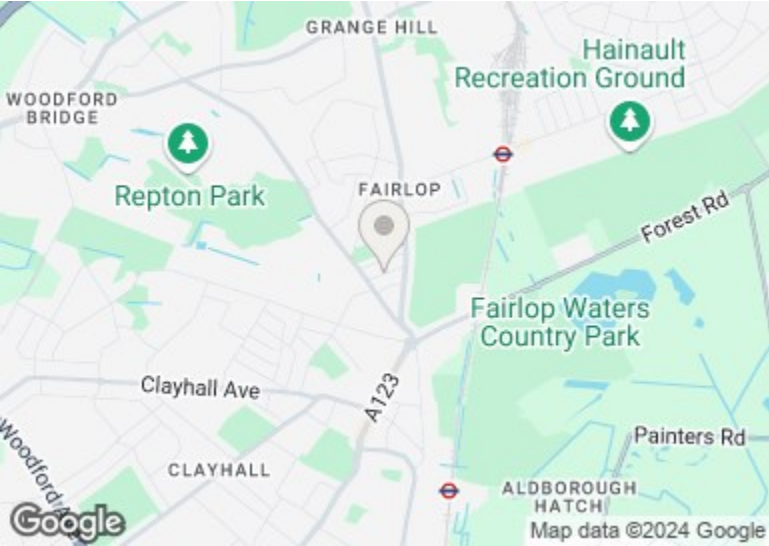 GRANGE HILL
Hainault
Recreation Ground
WOODFORD
BRIDGE
Repton Park
FAIRLOP
Forest Rd
Fairlop Waters
Country Park
Clayhall Ave
A123
Painters Rd
Woodford Av
CLAYHALL
ALDBOROUGH
HATCH
Google
Map data ©2024 Google